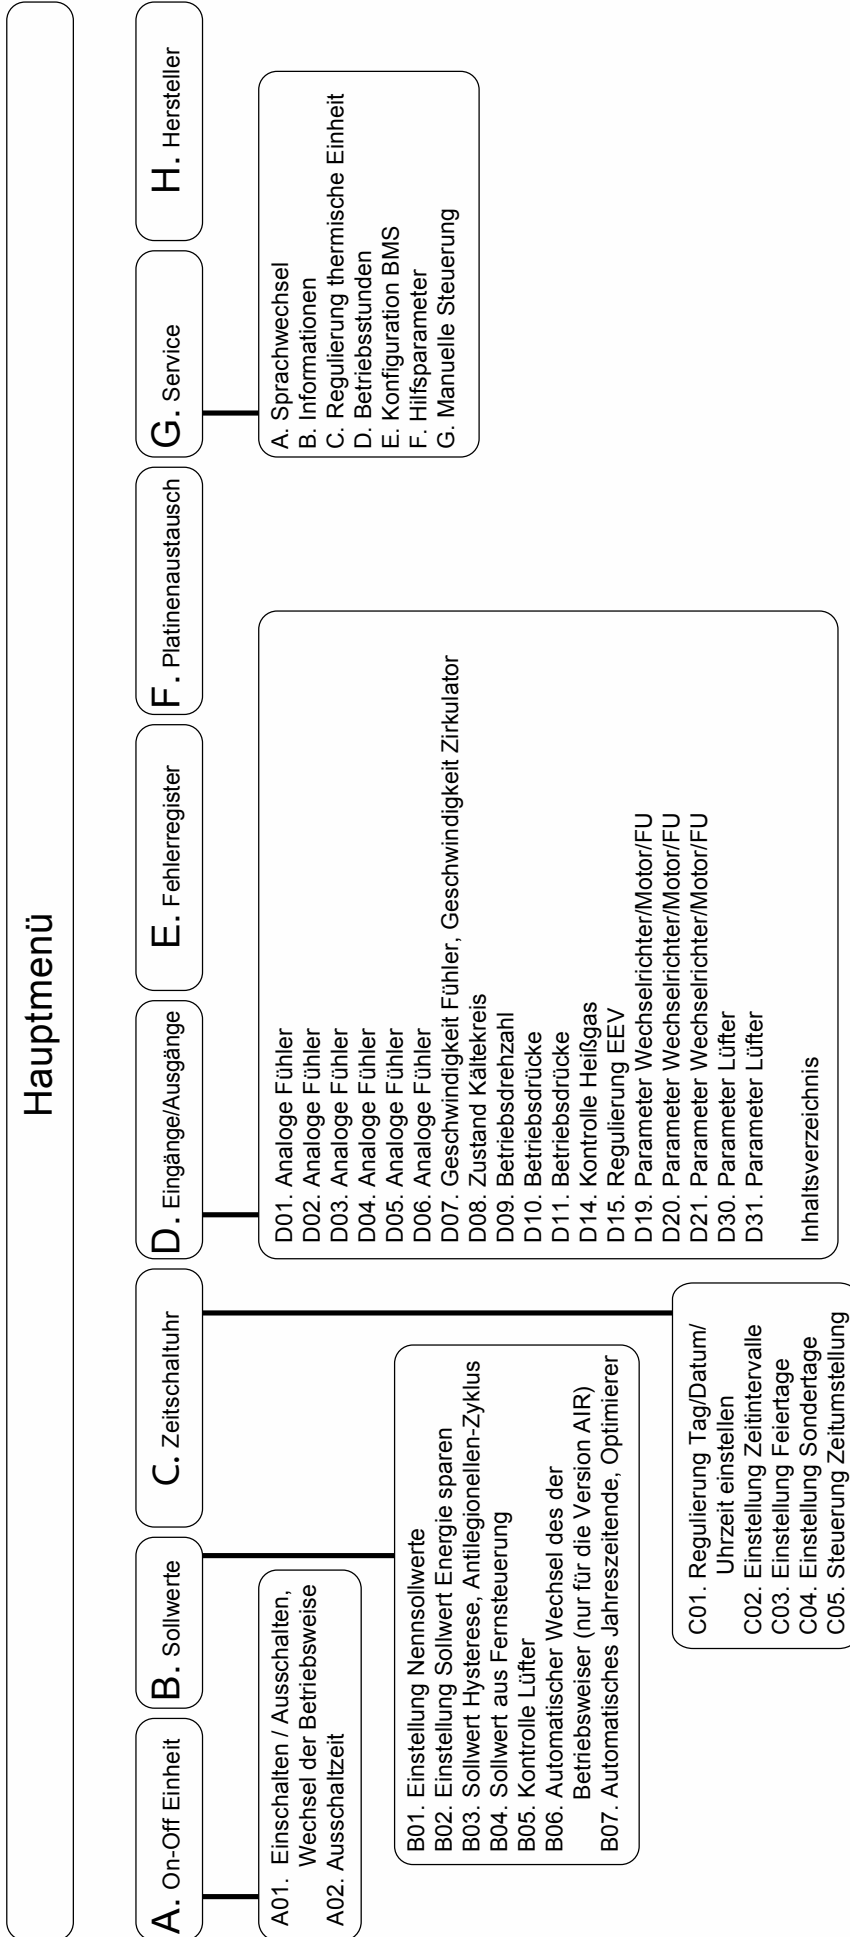 Hauptmenü
A. On-Off Einheit
B. Sollwerte
C. Zeitschaltuhr
D. Eingänge/Ausgänge
E. Fehlerregister
F. Platinenaustausch
G. Service
H. Hersteller
A01. Einschalten / Ausschalten,
Wechsel der Betriebsweise
A02. Ausschaltzeit
B01. Einstellung Nennsollwerte
B02. Einstellung Sollwert Energie sparen
B03. Sollwert Hysterese, Antilegionellen-Zyklus
B04. Sollwert aus Fernsteuerung
B05. Kontrolle Lüfter
B06. Automatischer Wechsel des der
Betriebsweiser (nur für die Version AIR)
B07. Automatisches Jahreszeitende, Optimierer
C01. Regulierung Tag/Datum/
Uhrzeit einstellen
C02. Einstellung Zeitintervalle
C03. Einstellung Feiertage
C04. Einstellung Sondertage
C05. Steuerung Zeitumstellung
D01. Analoge Fühler
D02. Analoge Fühler
D03. Analoge Fühler
D04. Analoge Fühler
D05. Analoge Fühler
D06. Analoge Fühler
D07. Geschwindigkeit Fühler, Geschwindigkeit Zirkulator
D08. Zustand Kältekreis
D09. Betriebsdrehzahl
D10. Betriebsdrücke
D11. Betriebsdrücke
D14. Kontrolle Heißgas
D15. Regulierung EEV
D19. Parameter Wechselrichter/Motor/FU
D20. Parameter Wechselrichter/Motor/FU
D21. Parameter Wechselrichter/Motor/FU
D30. Parameter Lüfter
D31. Parameter Lüfter
Inhaltsverzeichnis
A. Sprachwechsel
B. Informationen
C. Regulierung thermische Einheit
D. Betriebsstunden
E. Konfiguration BMS
F. Hilfsparameter
G. Manuelle Steuerung